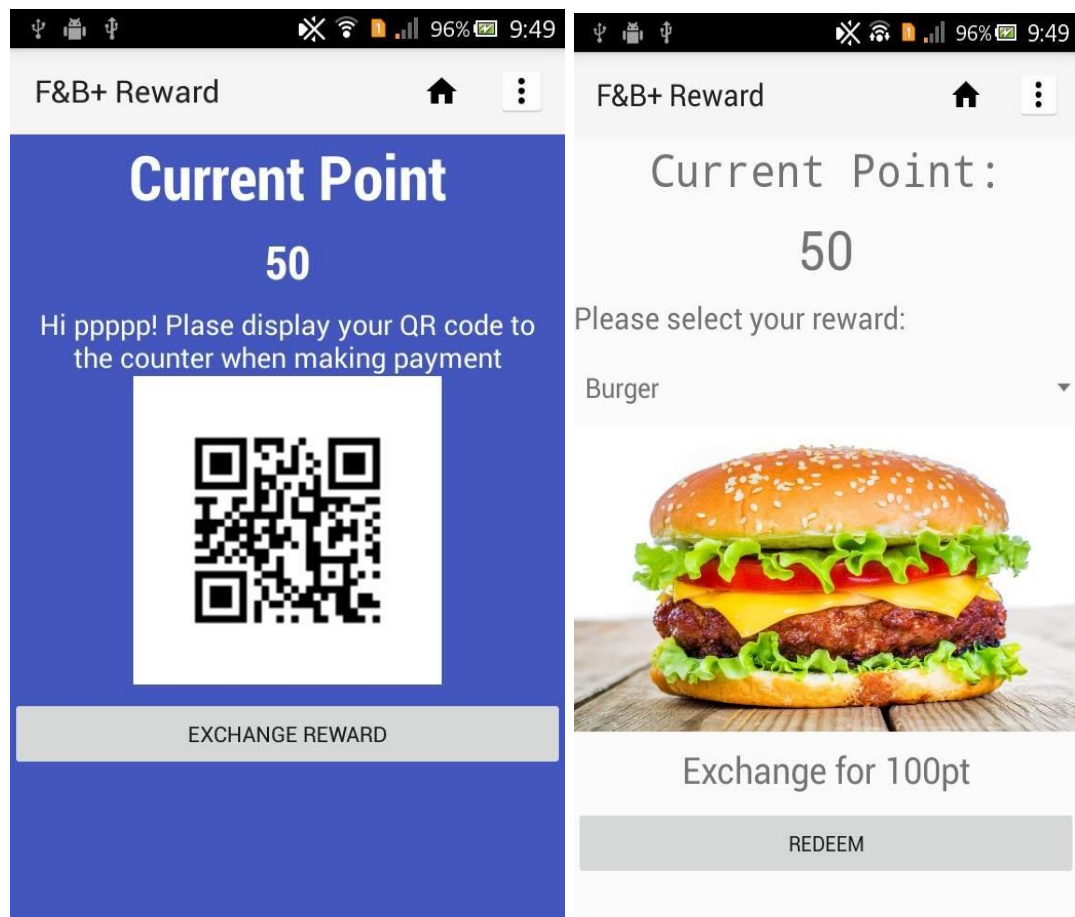 96% 9:49
F&B+ Reward
Current Point
50
Hi ppppp! Plase display your QR code to
the counter when making payment
EXCHANGE REWARD
1 96% 9:49
F&B+ Reward
Current Point:
50
Please select your reward:
Burger
Exchange for 100pt
REDEEM